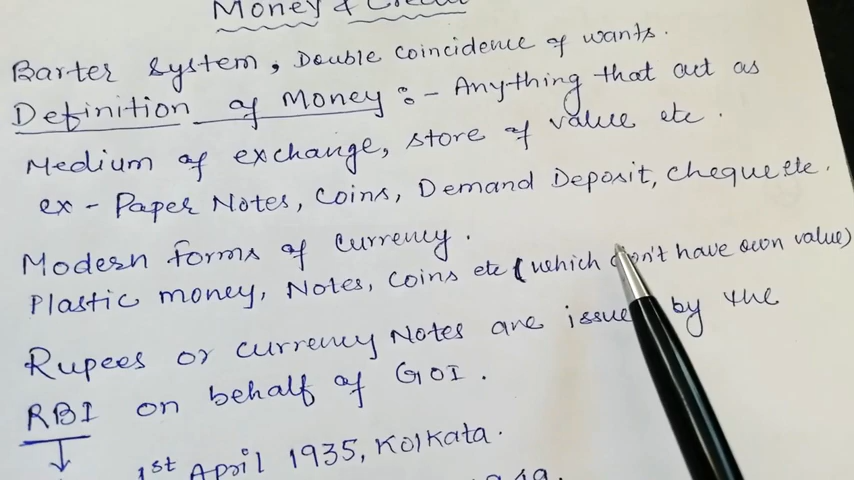 Money & Credit
Barter System, Double coincidence of wants.
Definition of Money :- Anything that act as
Medium of exchange, store of value etc.
ex - Paper Notes, Coins, Demand Deposit, cheque etc.
Modern forms of currency.
Plastic money, Notes, Coins etc (which don't have own value)
Rupees or currency Notes are issue by the
RBI on behalf of GOI.
1st April 1935, Kolkata.